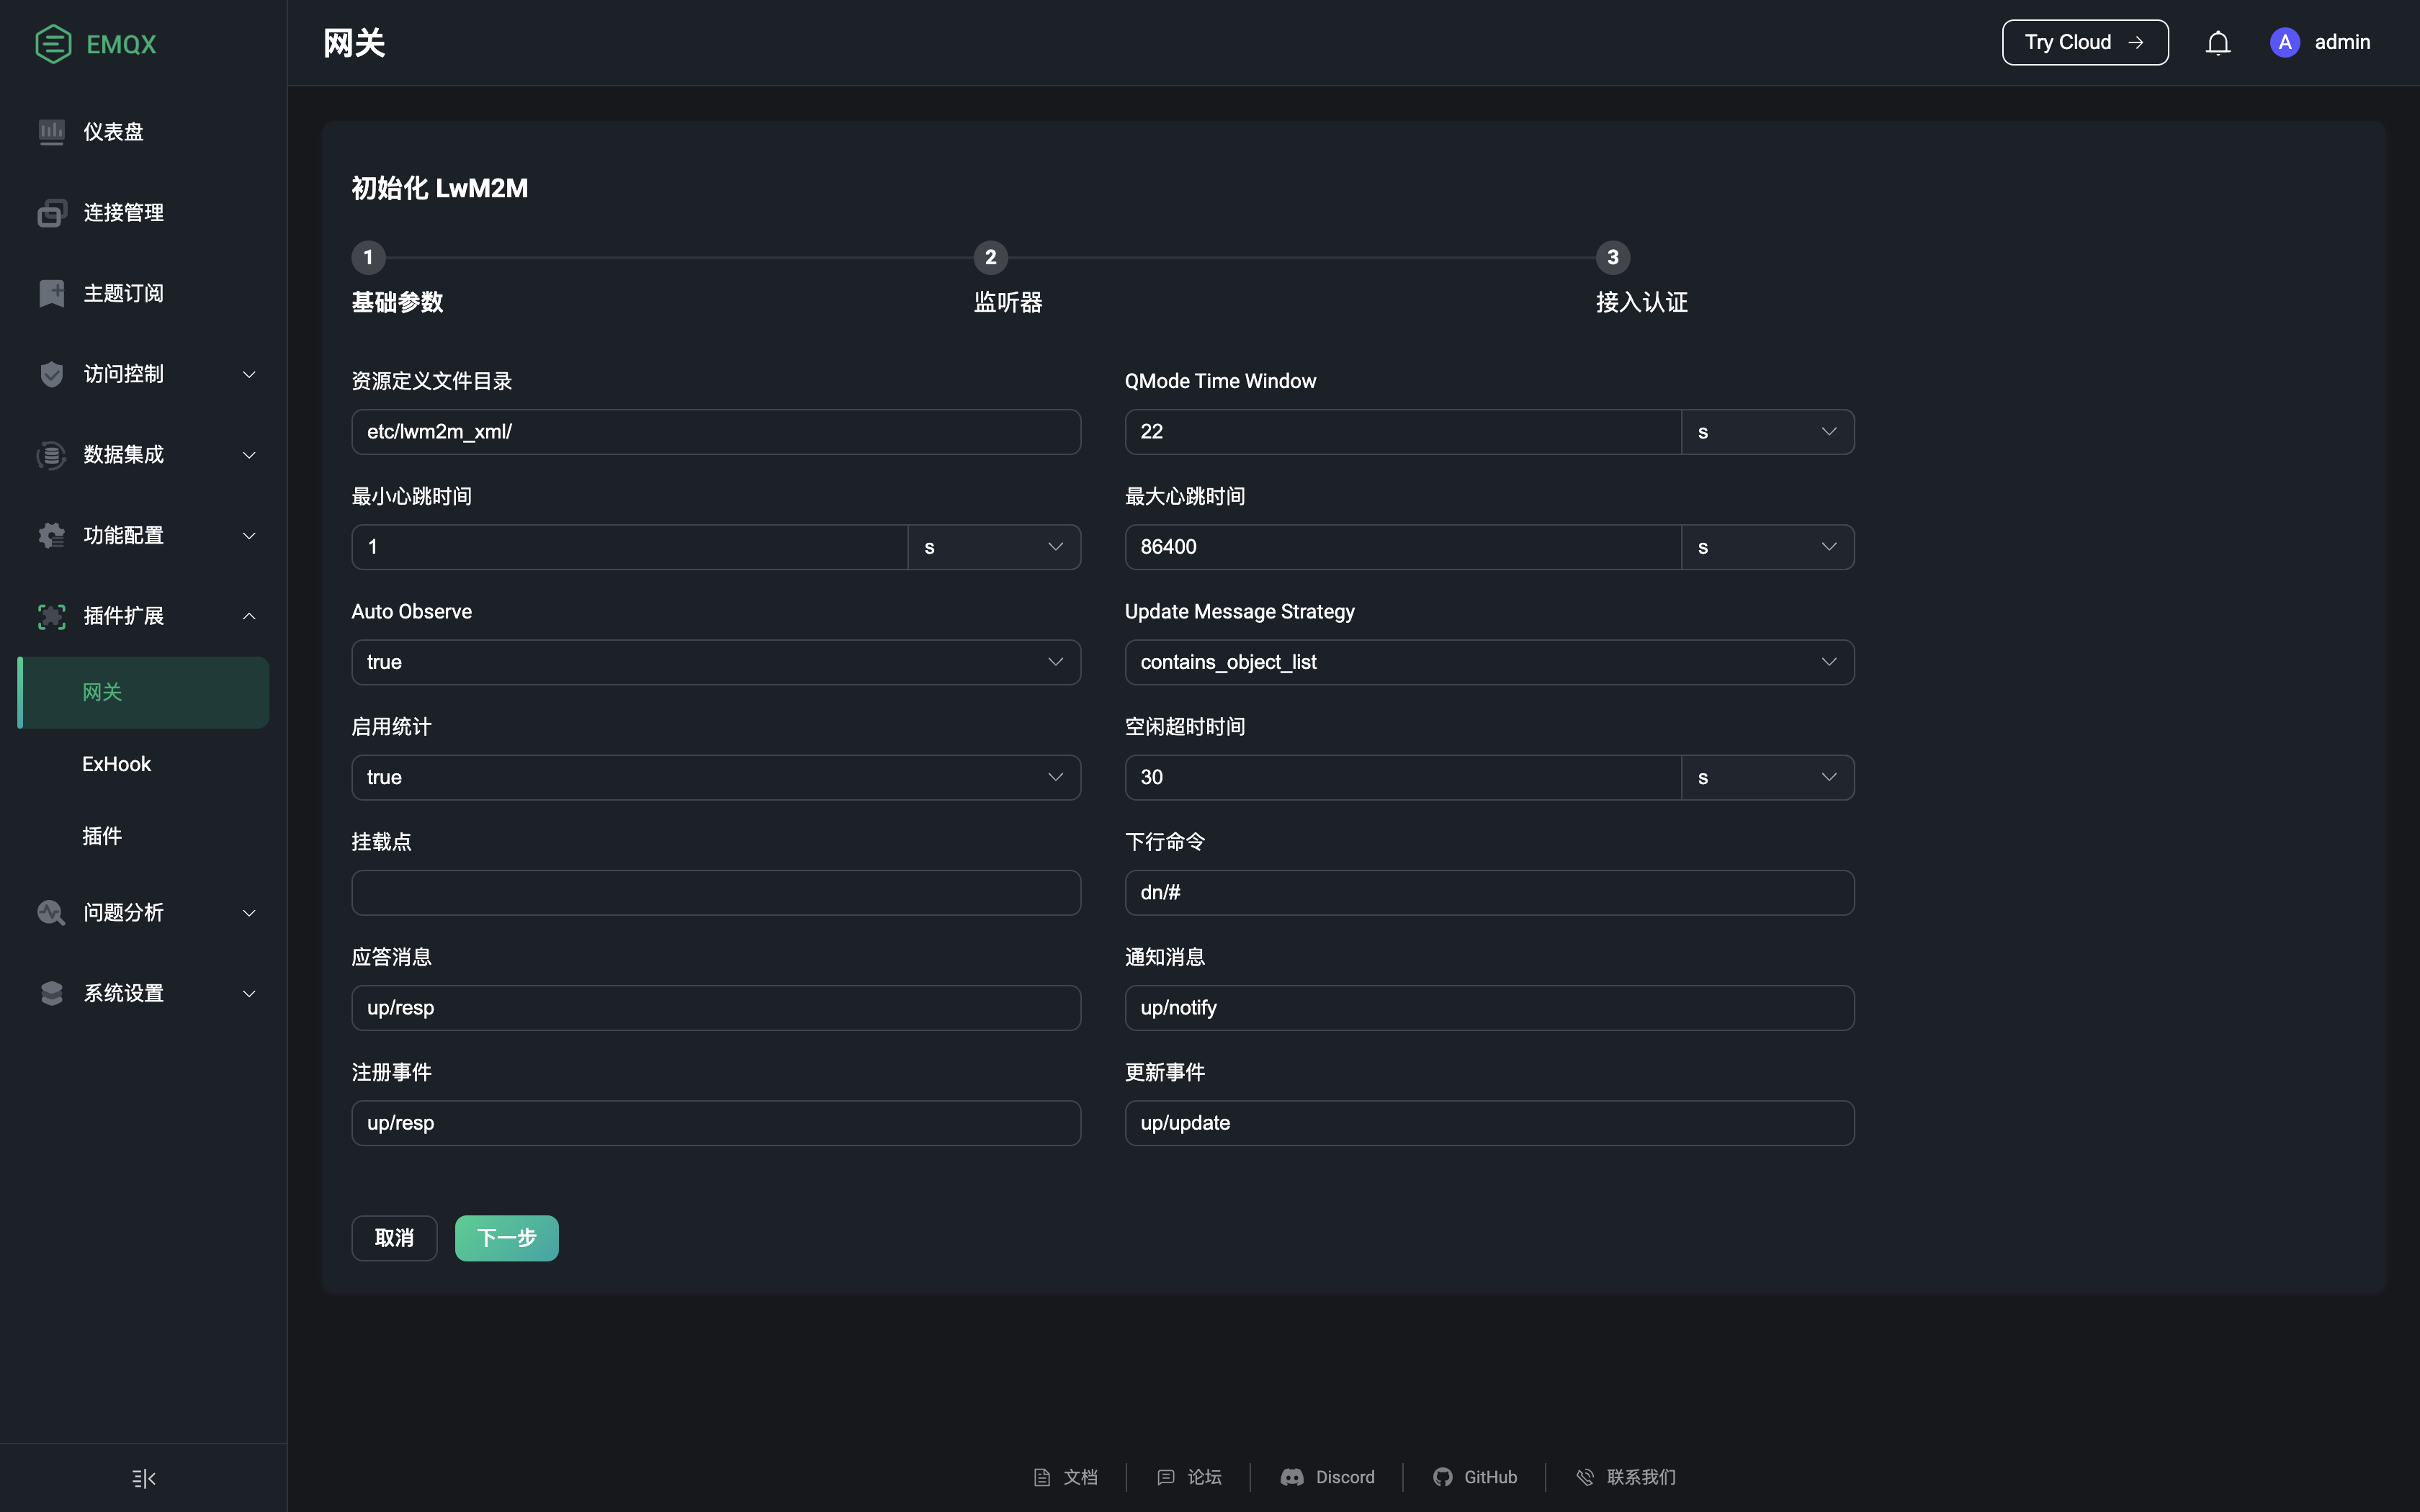 EMQX
仪表盘
连接管理
主题订阅
访问控制
数据集成
功能配置
插件扩展
网关
ExHook
插件
问题分析
系统设置
网关
Try Cloud
A
admin
初始化 LwM2M
1
2
3
基础参数
监听器
接入认证
资源定义文件目录
QMode Time Window
etc/lwm2m_xml/
22
s
最小心跳时间
最大心跳时间
1
s
86400
s
Auto Observe
Update Message Strategy
true
contains_object_list
启用统计
空闲超时时间
true
30
s
挂载点
下行命令
dn/#
应答消息
通知消息
up/resp
up/notify
注册事件
更新事件
up/resp
up/update
取消
下一步
文档
论坛
Discord
GitHub
联系我们